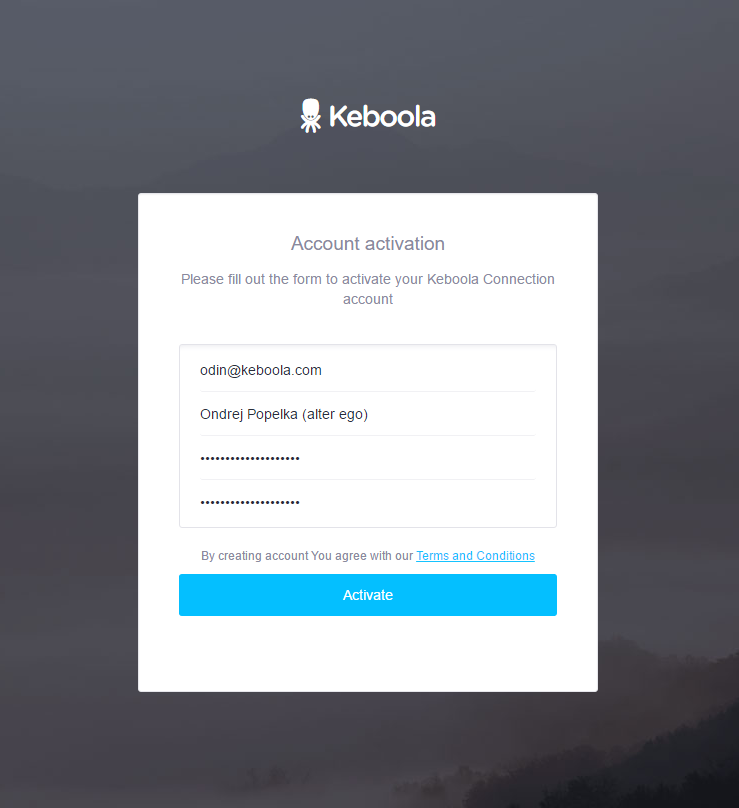 Keboola
Account activation
Please fill out the form to activate your Keboola Connection
account
odin@keboola.com
Ondrej Popelka (alter ego)
••••••••••••••••••••
••••••••••••••••••••
By creating account You agree with our Terms and Conditions
Activate